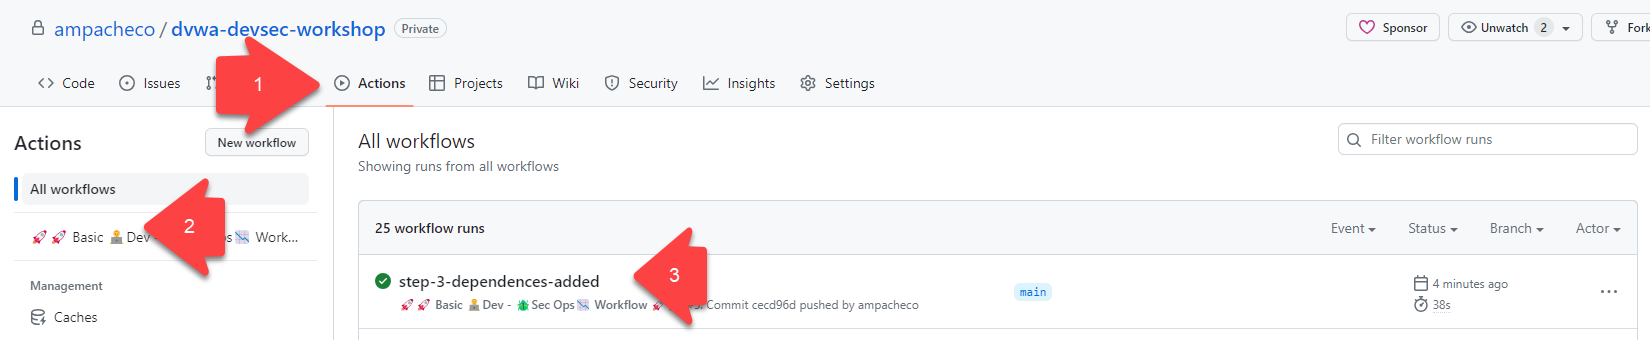 ampacheco / dvwa-devsec-workshop Private
Sponsor Unwatch 2 Fork
Code Issues 1 Actions Projects Wiki Security Insights Settings
Actions New workflow
All workflows
Basic Dev - 2 ps Work...
Management
Caches
All workflows
Showing runs from all workflows
Filter workflow runs
25 workflow runs Event Status Branch Actor
step-3-dependences-added 3
Basic Dev - Sec Ops Workflow Commit cecd96d pushed by ampacheco
main
4 minutes ago
38s